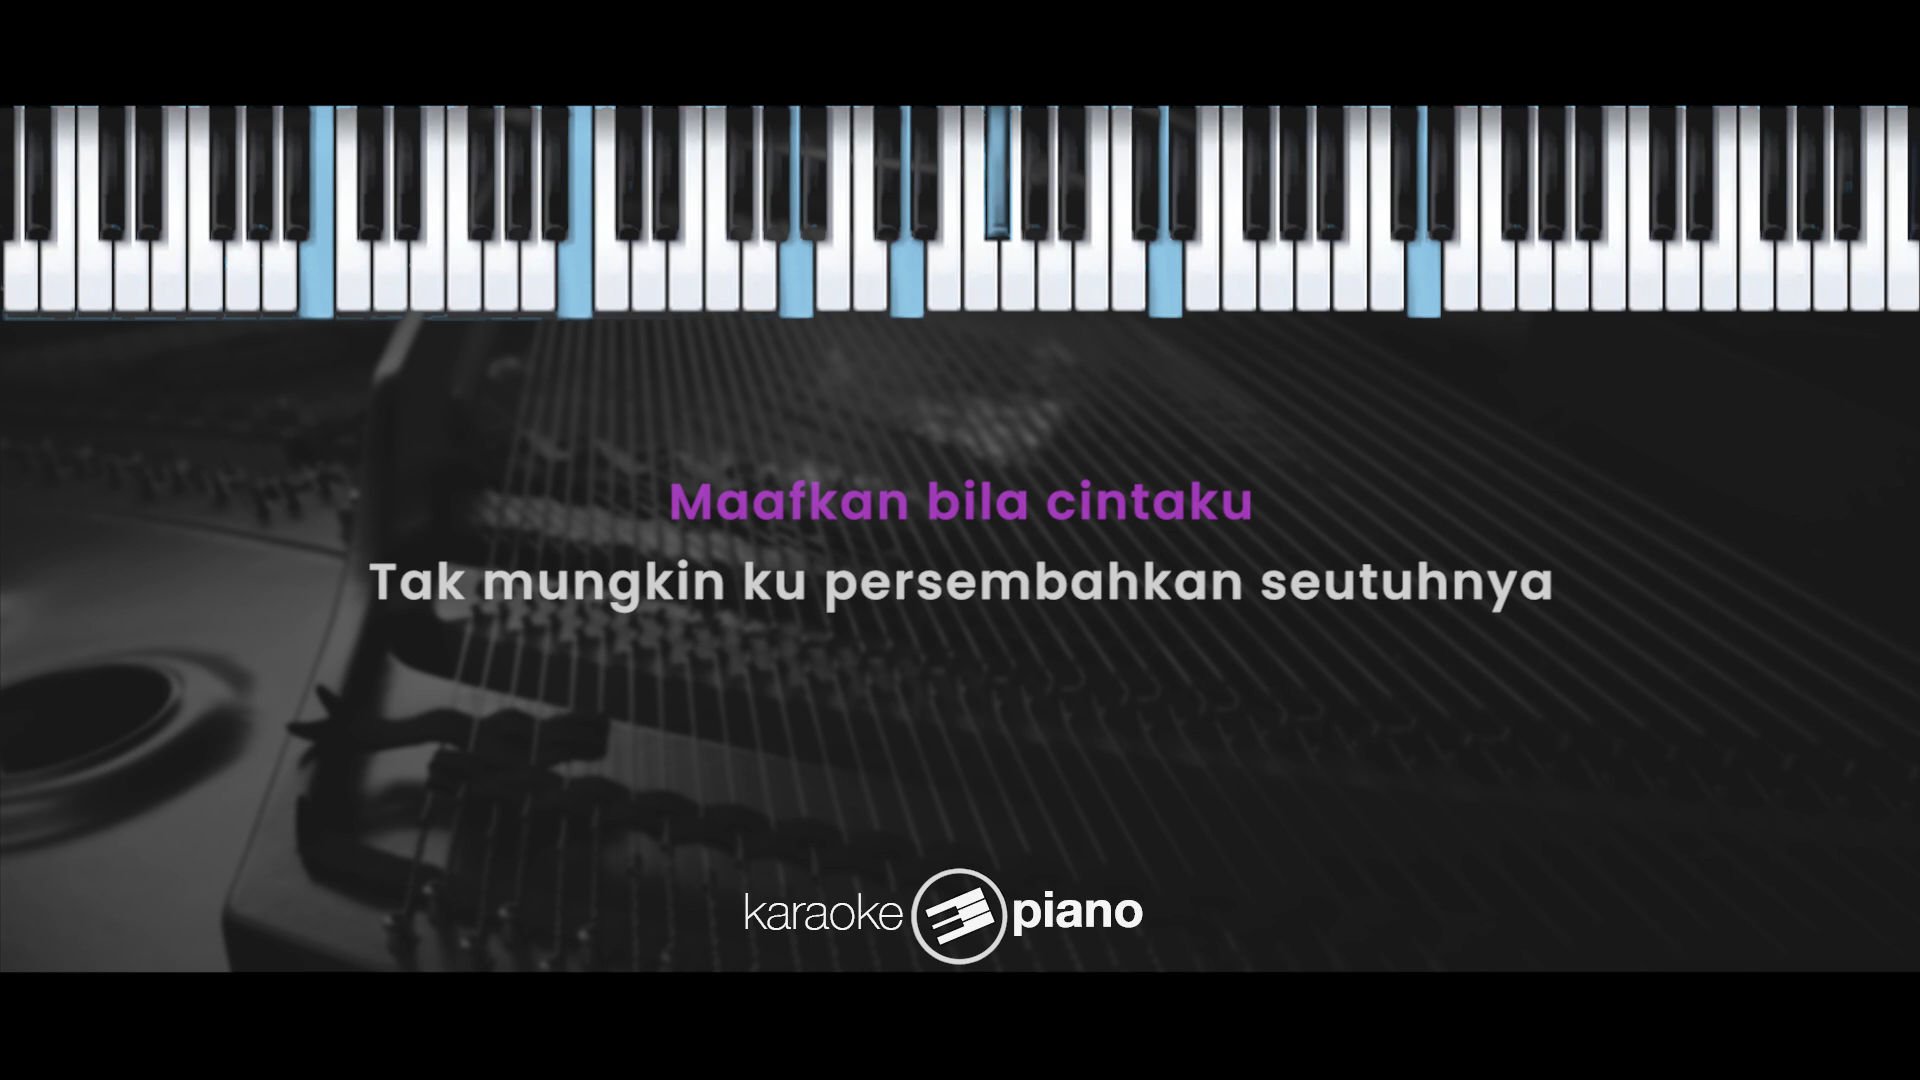 Maafkan bila cintaku
Tak mungkin ku persembahkan seutuhnya
karaoke piano